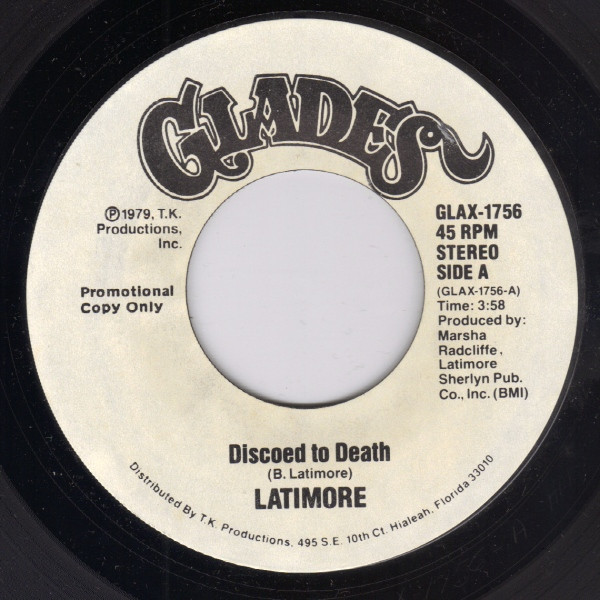 GLADES
℗1979, T.K.
Productions,
Inc.
Promotional
Copy Only
GLAX-1756
45 RPM
STEREO
SIDE A
(GLAX-1756-A)
Time: 3:58
Produced by:
Marsha
Radcliffe,
Latimore
Sherlyn Pub.
Co., Inc. (BMI)
Discoed to Death
(B. Latimore)
LATIMORE
Distributed By T.K. Productions, 495 S.E. 10th Ct. Hialeah, Florida 33010